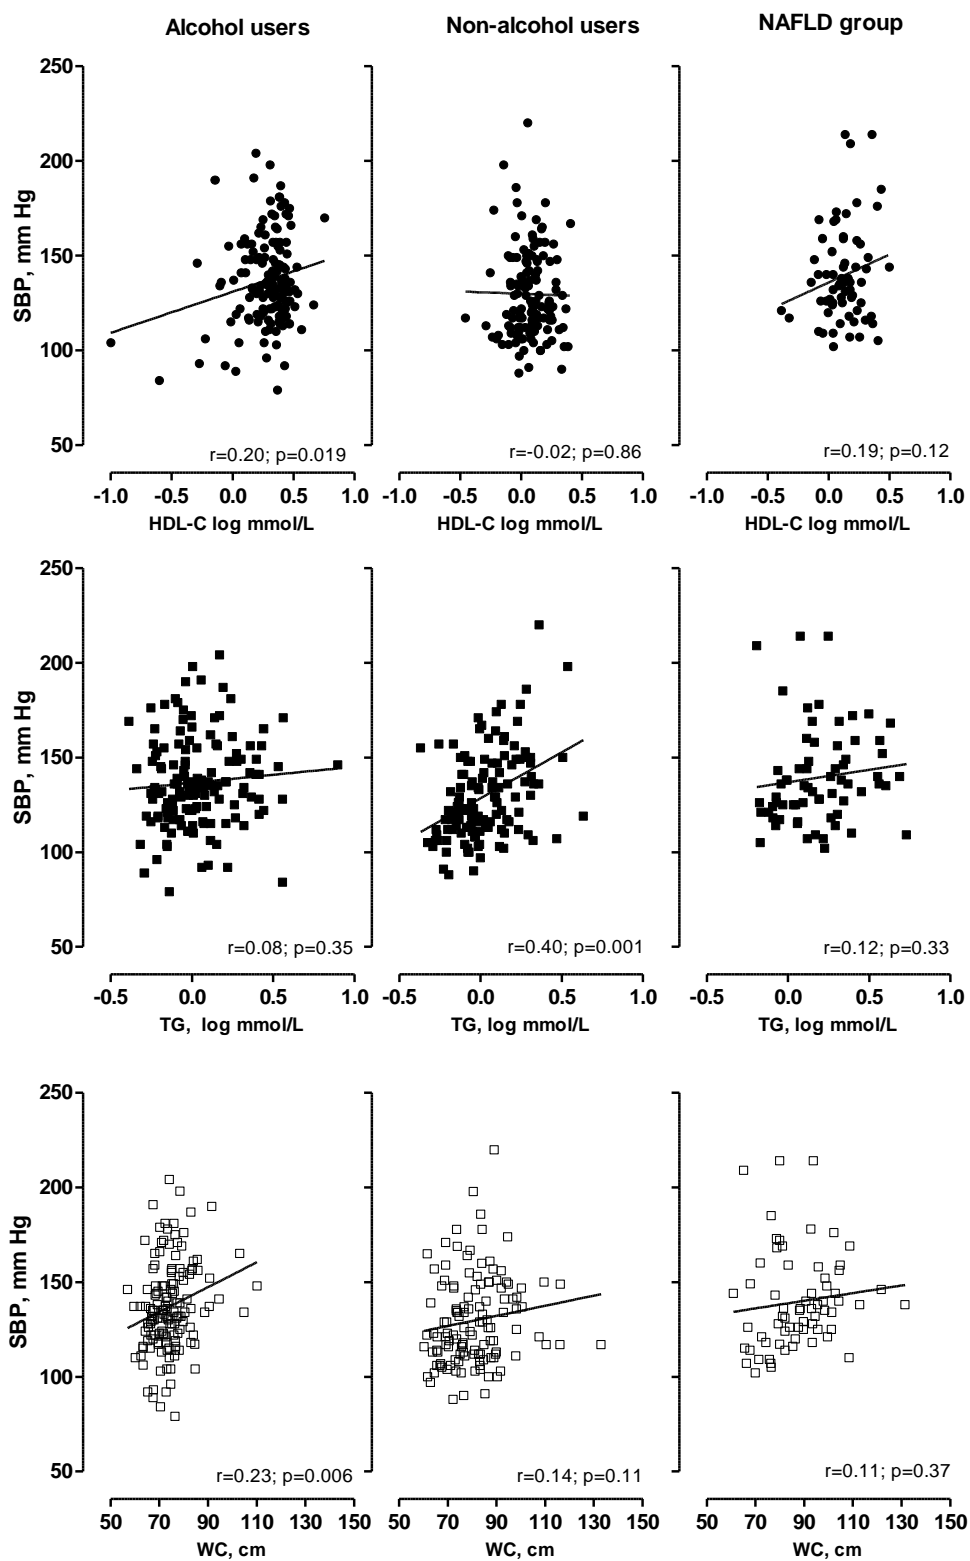 Alcohol users Non-alcohol users NAFLD group
250
200
150
100
50
SBP, mm Hg
r=0.20; p=0.019 r=-0.02; p=0.86 r=0.19; p=0.12
-1.0 -0.5 0.0 0.5 1.0 -1.0 -0.5 0.0 0.5 1.0 -1.0 -0.5 0.0 0.5 1.0
HDL-C log mmol/L HDL-C log mmol/L HDL-C log mmol/L
250
200
150
100
50
SBP, mm Hg
r=0.08; p=0.35 r=0.40; p=0.001 r=0.12; p=0.33
-0.5 0.0 0.5 1.0 -0.5 0.0 0.5 1.0 -0.5 0.0 0.5 1.0
TG, log mmol/L TG, log mmol/L TG, log mmol/L
250
200
150
100
50
SBP, mm Hg
r=0.23; p=0.006 r=0.14; p=0.11 r=0.11; p=0.37
50 70 90 110 130 150 50 70 90 110 130 150 50 70 90 110 130 150
WC, cm WC, cm WC, cm